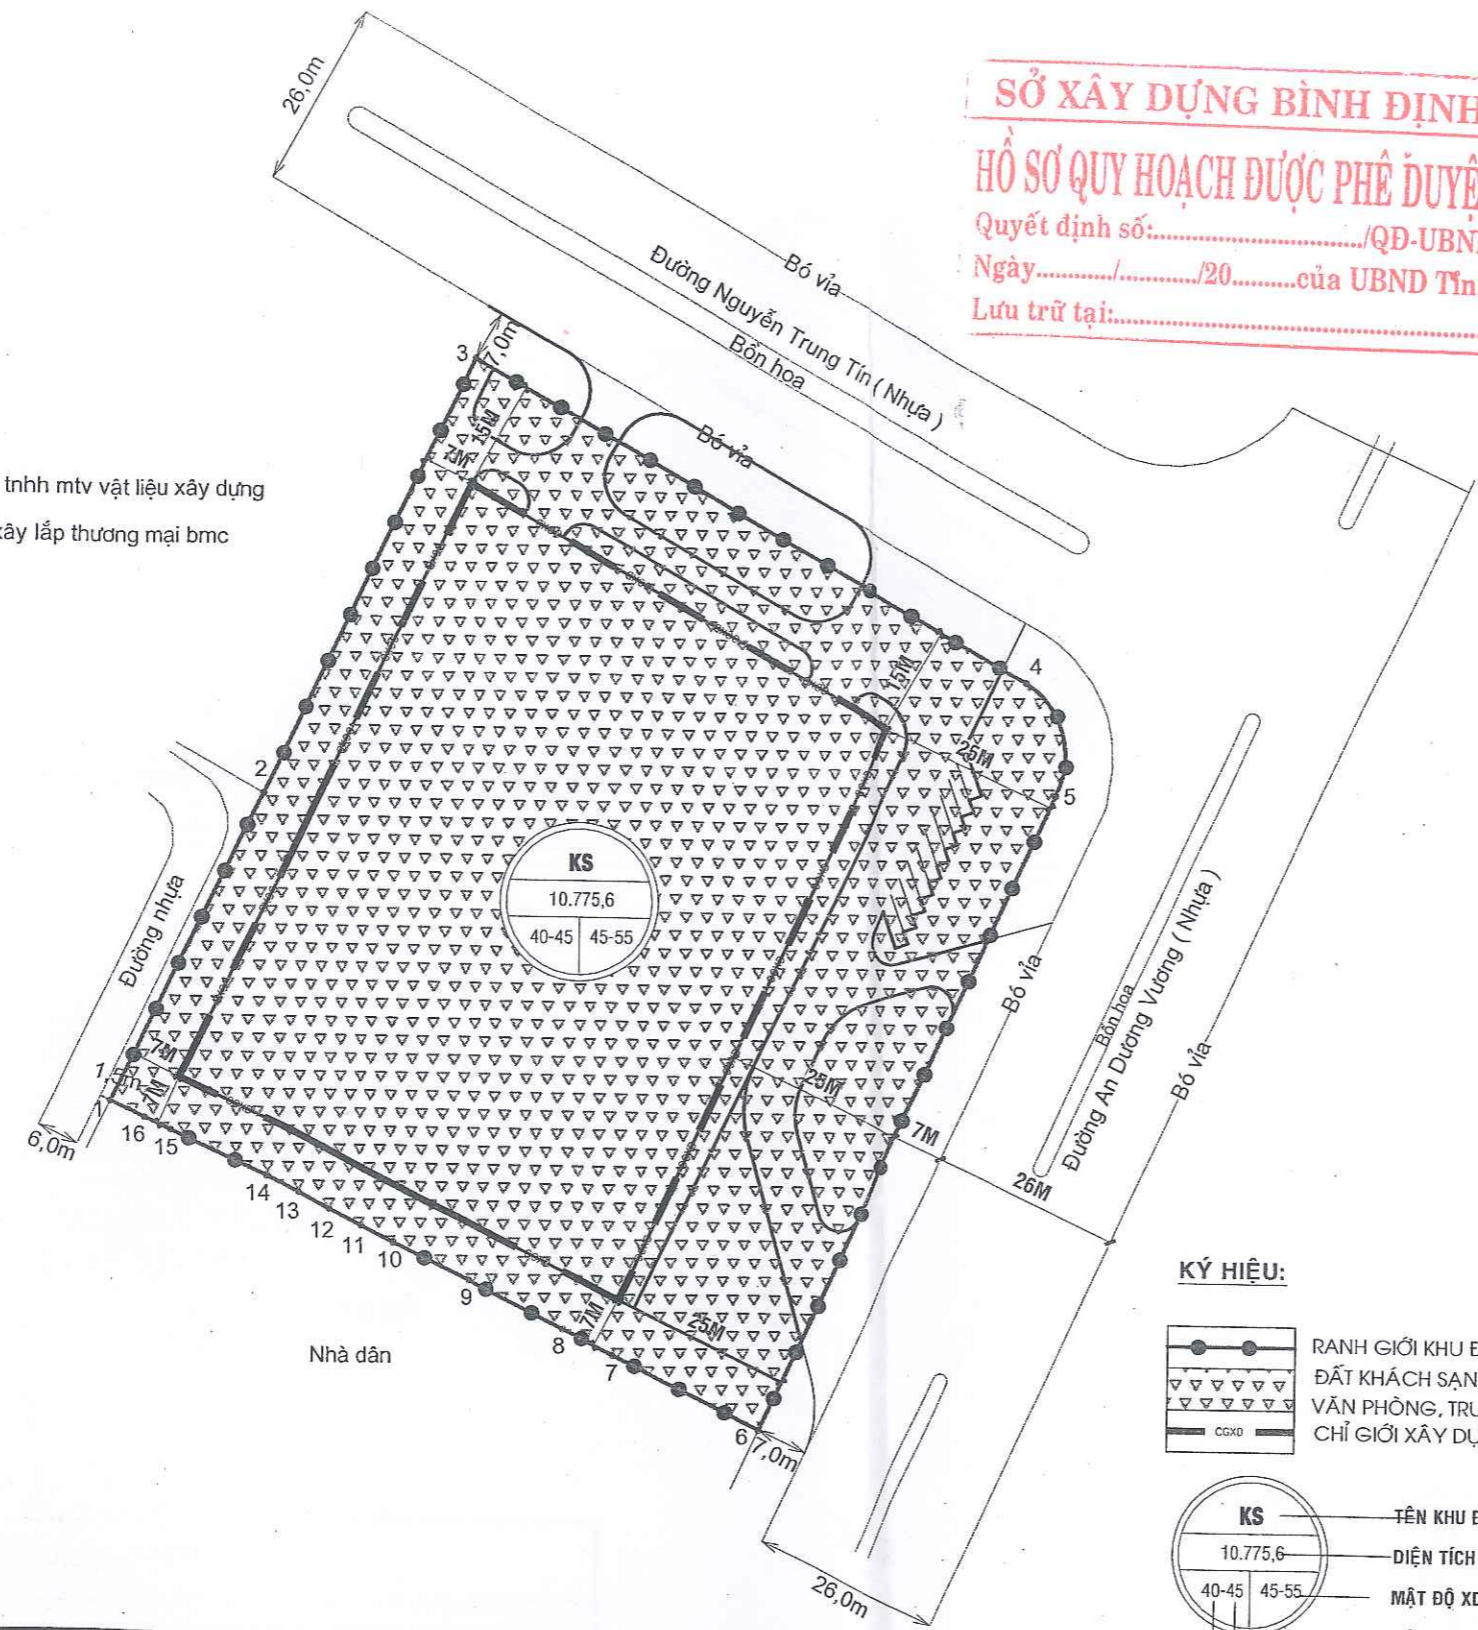 26,0m
SỞ XÂY DỰNG BÌNH ĐỊNH
HỒ SƠ QUY HOẠCH ĐƯỢC PHÊ DUYỆ
Quyết định số:............................../QĐ-UBN
Ngày............/............/20..........của UBND Tỉn
Lưu trữ tại:......................................................
Bó vỉa
Đường Nguyễn Trung Tín ( Nhựa )
Bồn hoa
Bó vỉa
3
7,0m
15M
7M
tnhh mtv vật liệu xây dựng
xây lắp thương mại bmc
4
15M
25M
5
2
KS
10.775,6
40-45
45-55
Đường nhựa
Bó vỉa
Bồn hoa
Đường An Dương Vương ( Nhựa )
Bó vỉa
7M
7M
1
6,0m
16
15
14
13
12
11
10
9
8
7
6
25M
7M
26M
7M
25M
7,0m
Nhà dân
26,0m
KÝ HIỆU:
RANH GIỚI KHU Đ
ĐẤT KHÁCH SẠN
VĂN PHÒNG, TRU
CGXD
CHỈ GIỚI XÂY DỰ
KS
TÊN KHU Đ
10.775,6
DIỆN TÍCH
40-45
45-55
MẬT ĐỘ XD